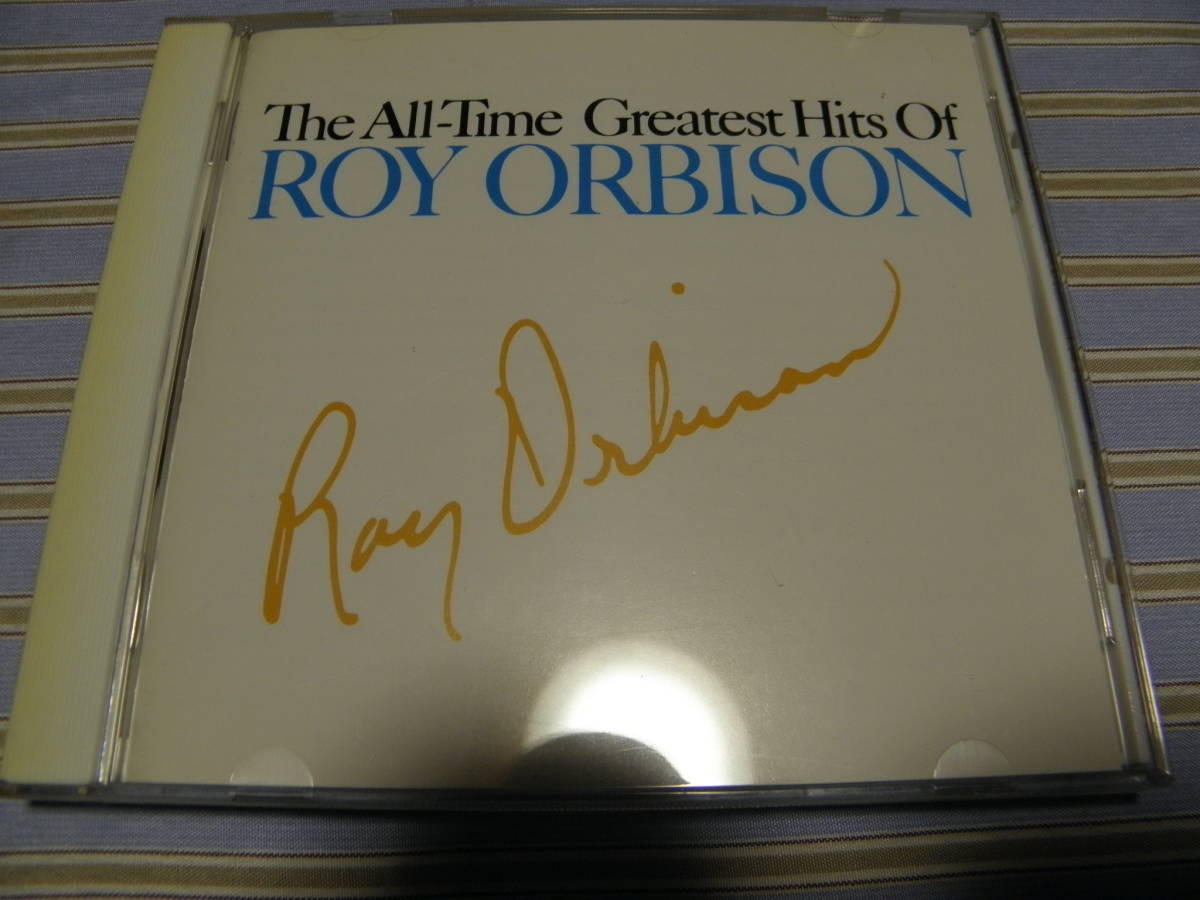 The All-Time Greatest Hits Of
ROY ORBISON
Roy Orbison